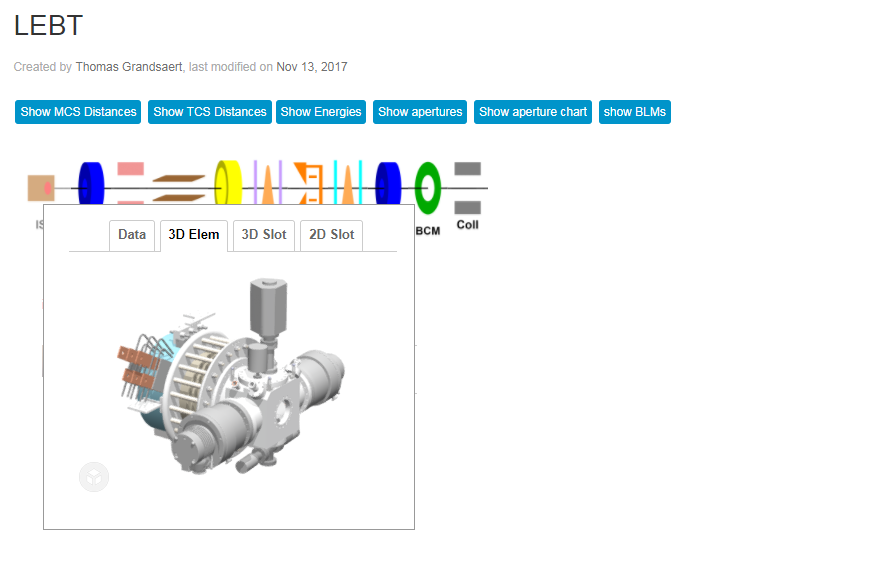 LEBT
Created by Thomas Grandsaert, last modified on Nov 13, 2017
Show MCS Distances Show TCS Distances Show Energies Show apertures Show aperture chart show BLMs
IS
BCM Coll
Data 3D Elem 3D Slot 2D Slot